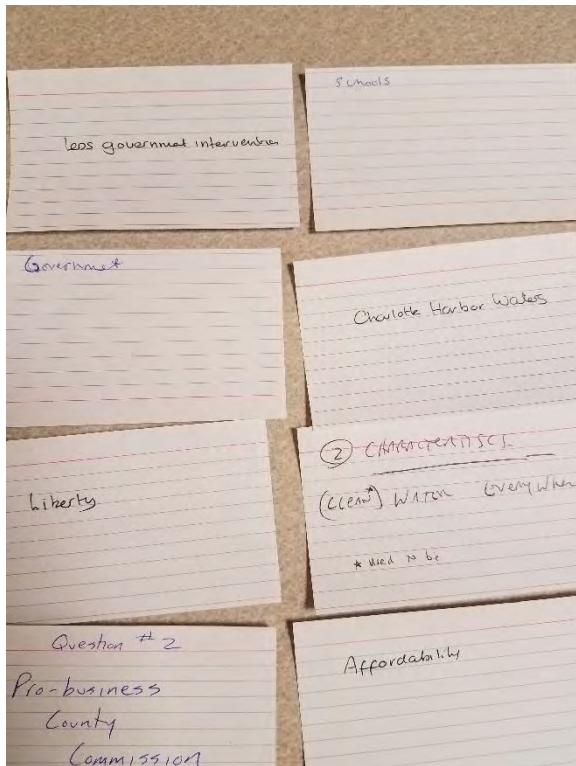 less government intervention
Schools
Government
Charlotte Harbor Waters
Liberty
② CHARACTERISTICS
(CLEAN*) WATER EVERYWHERE
* used to be
Question #2
Pro-business
County
Commission
Affordability